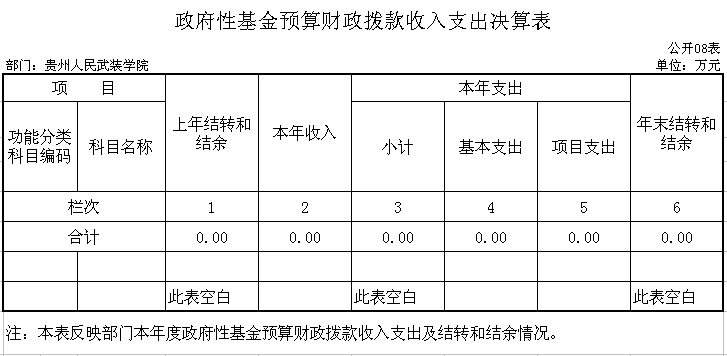 政府性基金预算财政拨款收入支出决算表
公开08表
部门：贵州人民武装学院 单位：万元
项 目 上年结转和结余 本年收入 本年支出 年末结转和结余
功能分类科目编码 科目名称 小计 基本支出 项目支出
栏次 1 2 3 4 5 6
合计 0.00 0.00 0.00 0.00 0.00 0.00
此表空白 此表空白 此表空白
注：本表反映部门本年度政府性基金预算财政拨款收入支出及结转和结余情况。